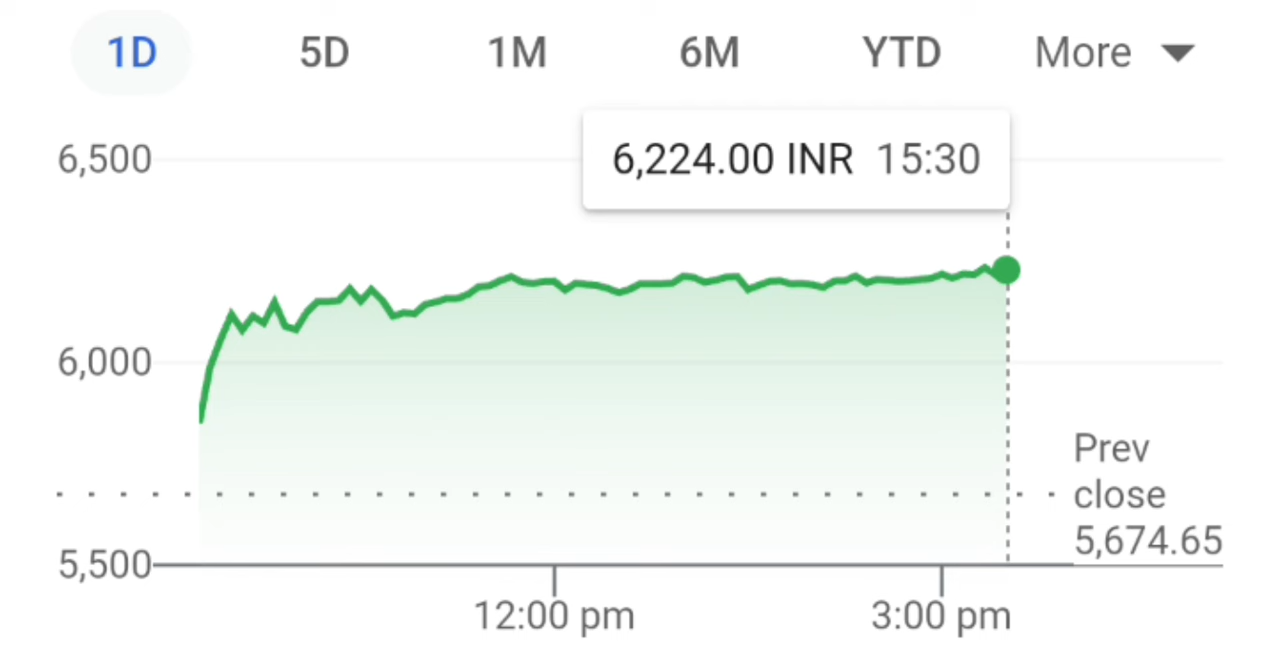 1D 5D 1M 6M YTD More
6,224.00 INR 15:30
6,500
6,000
Prev
close
5,674.65
5,500
12:00 pm 3:00 pm